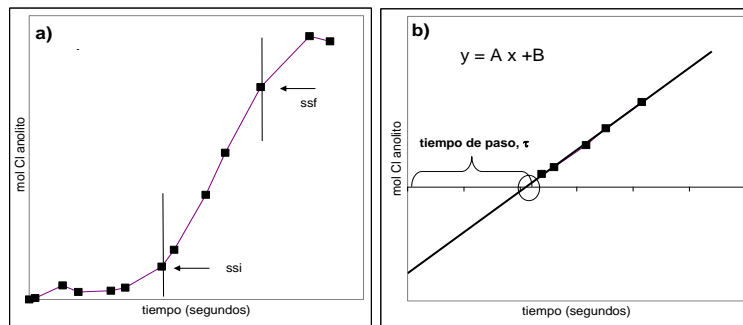 a)
ssf
ssi
mol Cl anolito
tiempo (segundos)
b)
y = A x +B
tiempo de paso, τ
mol Cl anolito
tiempo (segundos)